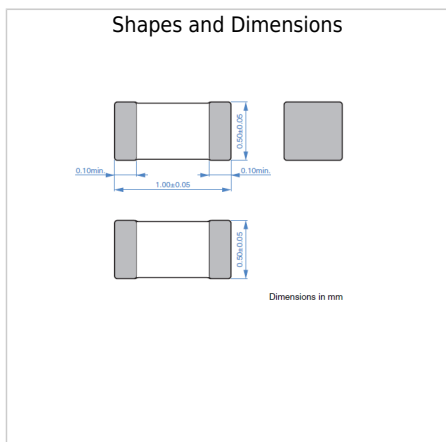 Shapes and Dimensions
0.50±0.05
0.10min.
0.10min.
1.00±0.05
0.50±0.05
Dimensions in mm